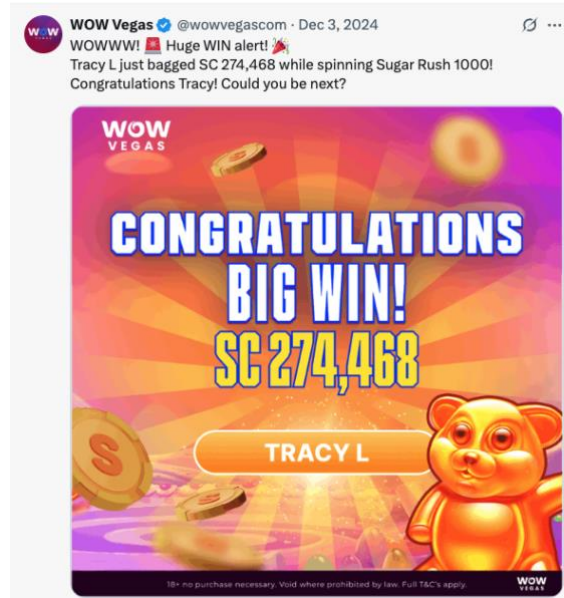 WOW Vegas @wowvegascom · Dec 3, 2024
WOWWW! 🚨 Huge WIN alert! 🎉
Tracy L just bagged SC 274,468 while spinning Sugar Rush 1000!
Congratulations Tracy! Could you be next?
WOW
VEGAS
WOW
VEGAS
CONGRATULATIONS
BIG WIN!
SC 274,468
S
TRACY L
18+ no purchase necessary. Void where prohibited by law. Full T&C's apply.
WOW
VEGAS